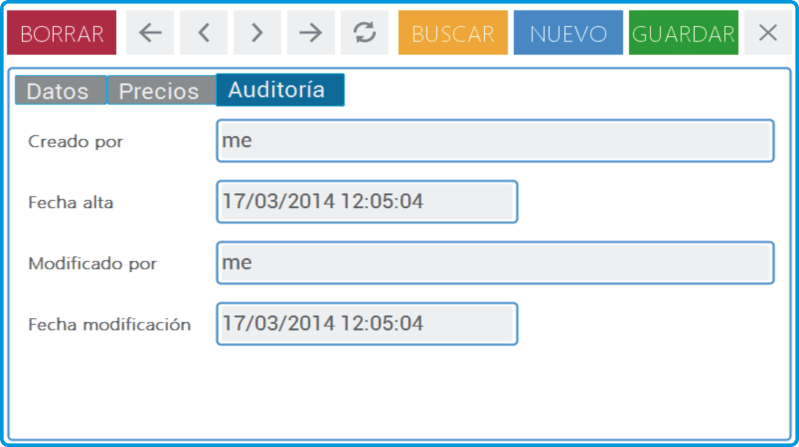 BORRAR BUSCAR NUEVO GUARDAR
Datos Precios Auditoría
Creado por me
Fecha alta 17/03/2014 12:05:04
Modificado por me
Fecha modificación 17/03/2014 12:05:04